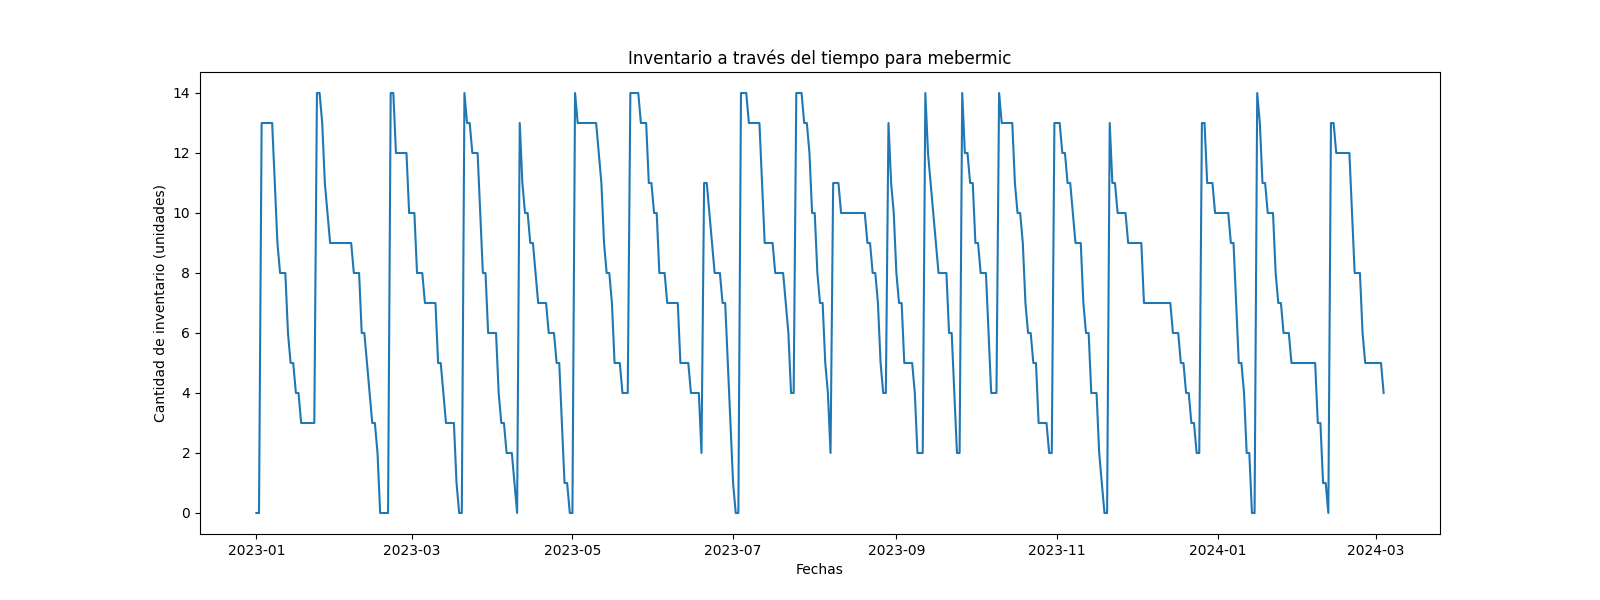 Inventario a través del tiempo para mebermic
Cantidad de inventario (unidades)
14
12
10
8
6
4
2
0
2023-01 2023-03 2023-05 2023-07 2023-09 2023-11 2024-01 2024-03
Fechas